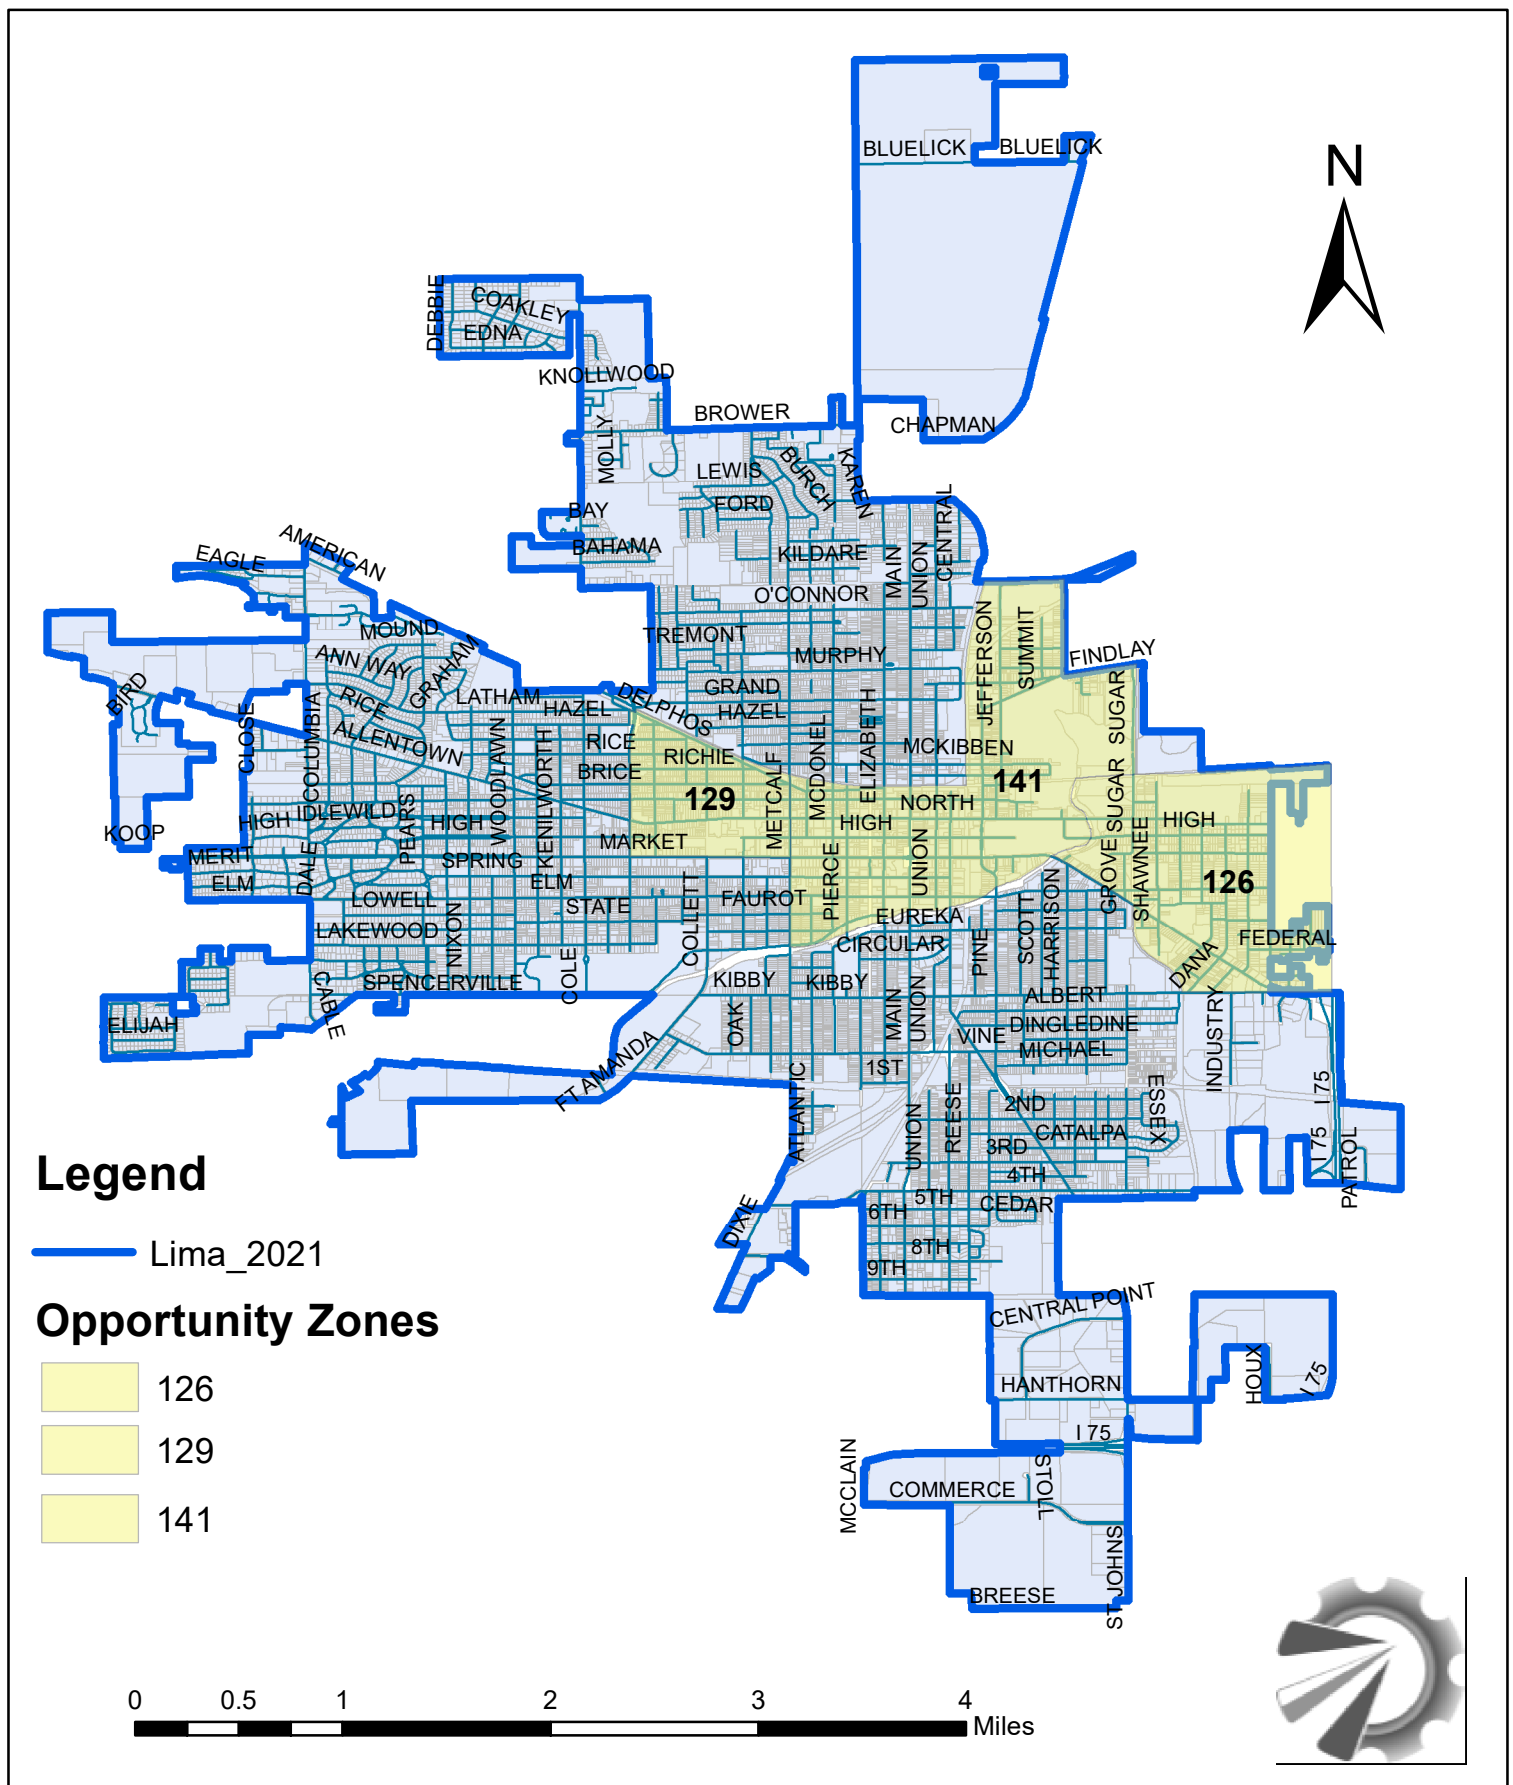 BLUELICK
BLUELICK
N
DEBBIE
COAKLEY
EDNA
KNOLLWOOD
BROWER
CHAPMAN
MOLLY
LEWIS
BURCH
KAREN
FORD
BAY
CENTRAL
AMERICAN
EAGLE
BAHAMA
KILDARE
MAIN
UNION
O'CONNOR
JEFFERSON
SUMMIT
MOUND
TREMONT
ANN WAY
GRAHAM
MURPHY
FINDLAY
BIRD
RICE
LATHAM
HAZEL
DELPHOS
GRAND
HAZEL
SUGAR
CLOSE
COLUMBIA
ALLENTOWN
WOODLAWN
KENILWORTH
RICE
RICHIE
MCDONEL
ELIZABETH
MCKIBBEN
BRICE
METCALF
129
141
SUGAR
KOOP
HIGH
IDLEWILD
PEARS
HIGH
MARKET
HIGH
NORTH
HIGH
MERIT
DALE
SPRING
UNION
GROVE
SHAWNEE
ELM
ELM
126
LOWELL
STATE
COLLETT
FAUROT
PIERCE
EUREKA
SCOTT
HARRISON
LAKEWOOD
NIXON
CIRCULAR
PINE
FEDERAL
CABLE
SPENCERVILLE
COLE
KIBBY
KIBBY
DANA
ELIJAH
OAK
MAIN
UNION
ALBERT
DINGLEDINE
VINE
MICHAEL
INDUSTRY
FT AMANDA
1ST
ATLANTIC
REESE
2ND
ESSEX
I 75
UNION
3RD
CATALPA
I 75
PATROL
4TH
5TH
CEDAR
6TH
DIXIE
8TH
9TH
CENTRAL POINT
HANTHORN
HOUX
I 75
I 75
MCCLAIN
COMMERCE
STOLL
ST JOHNS
BREESE
Legend
Lima_2021
Opportunity Zones
126
129
141
0 0.5 1 2 3 4
Miles